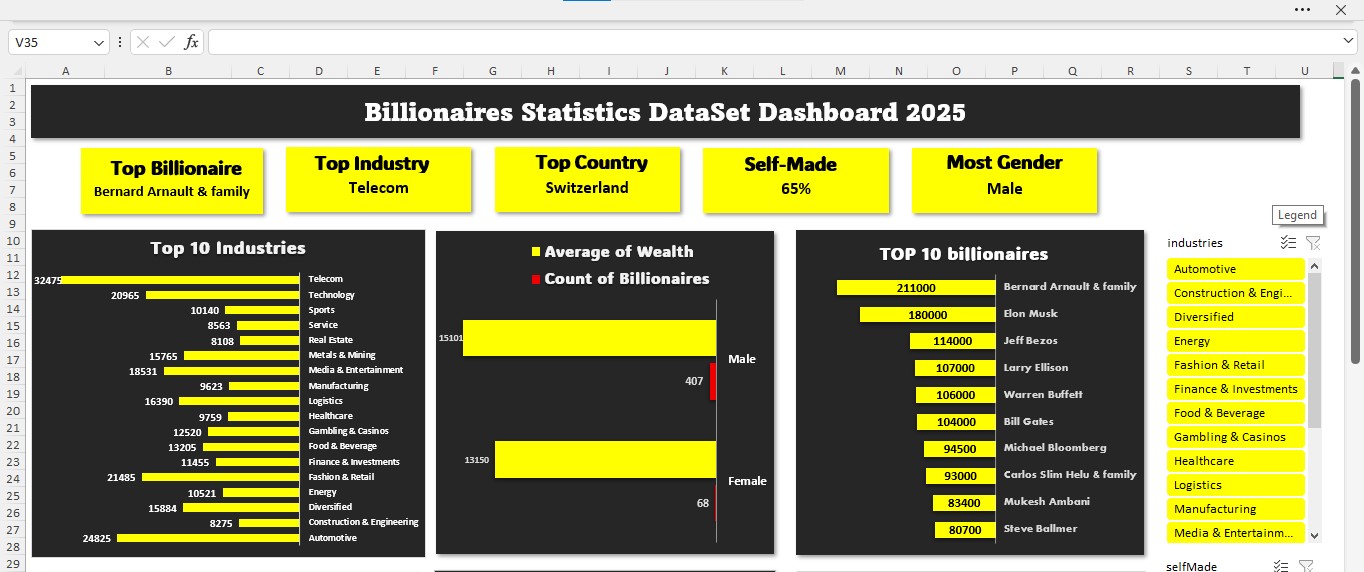 V35
fx
A B C D E F G H I J K L M N O P Q R S T U
1
2
3
4
5
6
7
8
9
10
11
12
13
14
15
16
17
18
19
20
21
22
23
24
25
26
27
28
29
Billionaires Statistics DataSet Dashboard 2025
Top Billionaire
Bernard Arnault & family
Top Industry
Telecom
Top Country
Switzerland
Self-Made
65%
Most Gender
Male
Legend
Top 10 Industries
32475 Telecom
20965 Technology
10140 Sports
8563 Service
8108 Real Estate
15765 Metals & Mining
18531 Media & Entertainment
9623 Manufacturing
16390 Logistics
9759 Healthcare
12520 Gambling & Casinos
13205 Food & Beverage
11455 Finance & Investments
21485 Fashion & Retail
10521 Energy
15884 Diversified
8275 Construction & Engineering
24825 Automotive
Average of Wealth
Count of Billionaires
15101
Male
407
13150
Female
68
TOP 10 billionaires
211000 Bernard Arnault & family
180000 Elon Musk
114000 Jeff Bezos
107000 Larry Ellison
106000 Warren Buffett
104000 Bill Gates
94500 Michael Bloomberg
93000 Carlos Slim Helu & family
83400 Mukesh Ambani
80700 Steve Ballmer
industries
Automotive
Construction & Engi...
Diversified
Energy
Fashion & Retail
Finance & Investments
Food & Beverage
Gambling & Casinos
Healthcare
Logistics
Manufacturing
Media & Entertainm...
selfMade